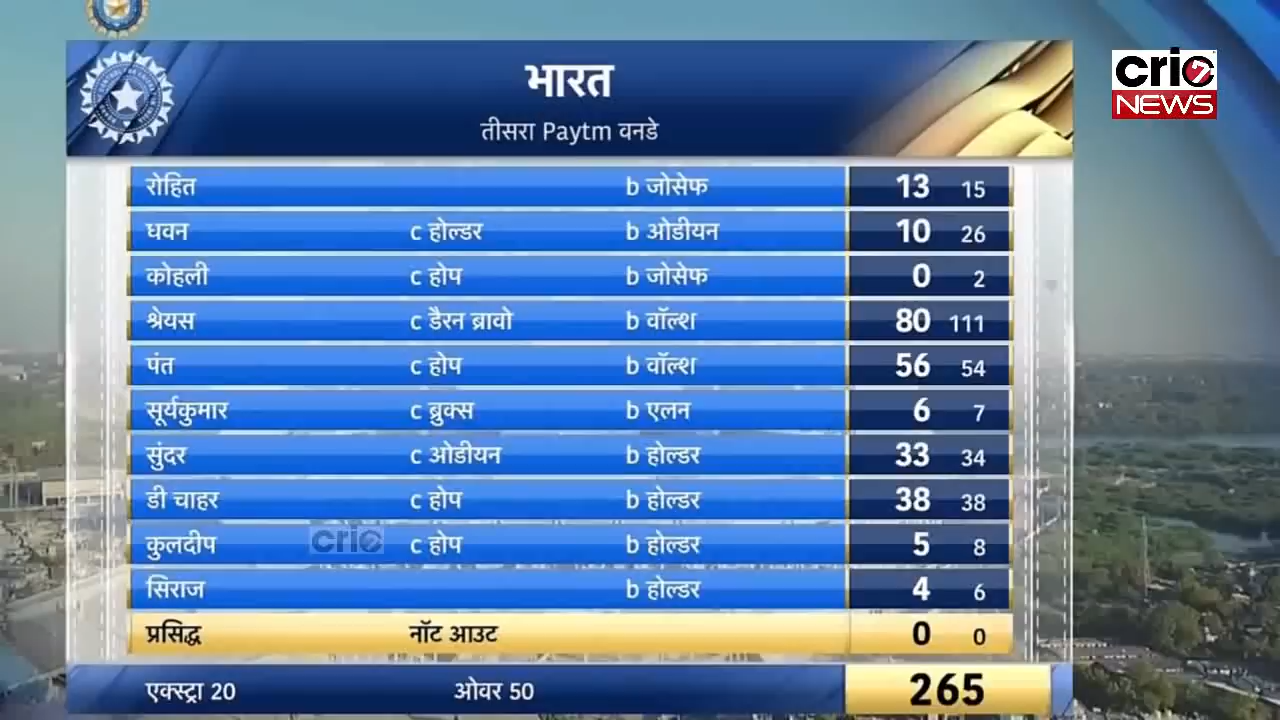 भारत
तीसरा Paytm वनडे
cric7
NEWS
रोहित b जोसेफ 13 15
धवन c होल्डर b ओडीयन 10 26
कोहली c होप b जोसेफ 0 2
श्रेयस c डैरन ब्रावो b वॉल्श 80 111
पंत c होप b वॉल्श 56 54
सूर्यकुमार c ब्रुक्स b एलन 6 7
सुंदर c ओडीयन b होल्डर 33 34
डी चाहर c होप b होल्डर 38 38
कुलदीप cric c होप b होल्डर 5 8
सिराज b होल्डर 4 6
प्रसिद्ध नॉट आउट 0 0
एक्स्ट्रा 20 ओवर 50 265